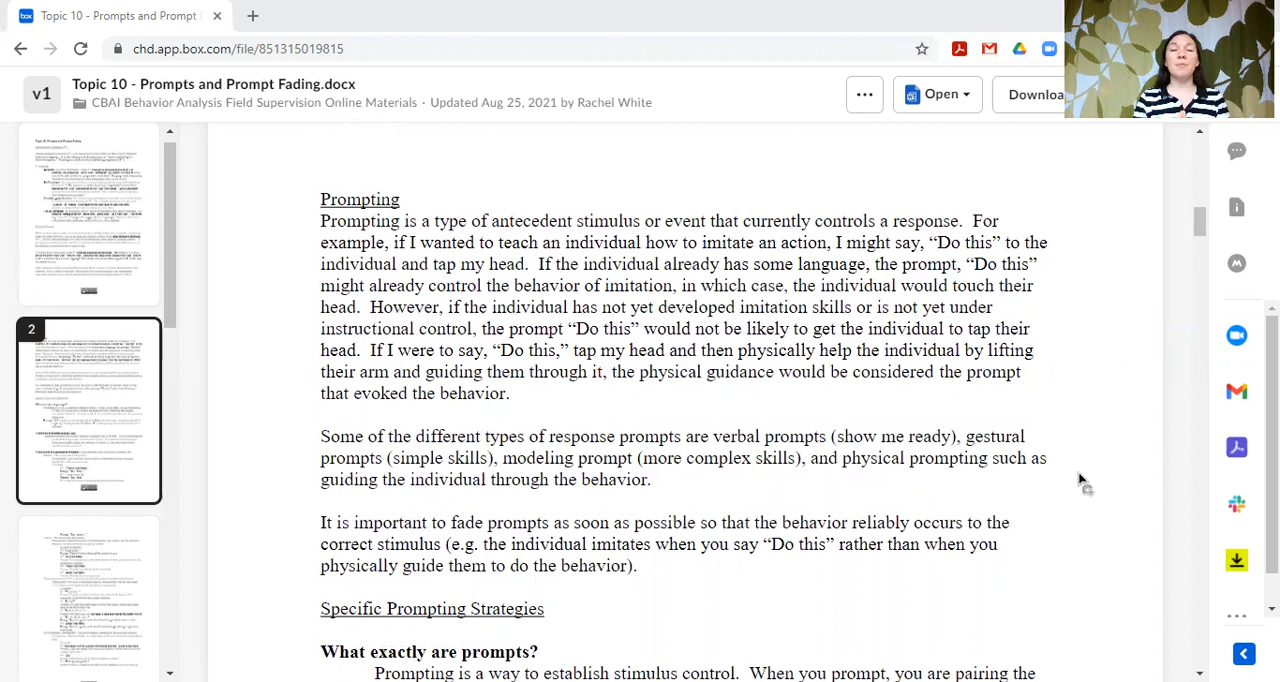 Topic 10 - Prompts and Prompt F
chd.app.box.com/file/851315019815
v1
Topic 10 - Prompts and Prompt Fading.docx
CBAI Behavior Analysis Field Supervision Online Materials · Updated Aug 25, 2021 by Rachel White
Open
Downloa
2
Prompting
Prompting is a type of antecedent stimulus or event that currently controls a response. For
example, if I wanted to teach an individual how to imitate actions, I might say, “Do this” to the
individual and tap my head. If the individual already has some language, the prompt, “Do this”
might already control the behavior of imitation, in which case, the individual would touch their
head. However, if the individual has not yet developed imitation skills or is not yet under
instructional control, the prompt “Do this” would not be likely to get the individual to tap their
head. If I were to say “Do this”, tap my head and then physically help the individual by lifting
their arm and guiding them through it, the physical guidance would be considered the prompt
that evoked the behavior.
Some of the different types of response prompts are verbal prompts (show me ready), gestural
prompts (simple skills), modeling prompt (more complex skills), and physical prompting such as
guiding the individual through the behavior.
It is important to fade prompts as soon as possible so that the behavior reliably occurs to the
stimulus (e.g. the individual imitates when you say “Do this” rather than when you
physically guide them into the behavior).
Specific Prompting Strategies
What exactly are prompts?
Prompting is a way to establish stimulus control. When you prompt, you are pairing the